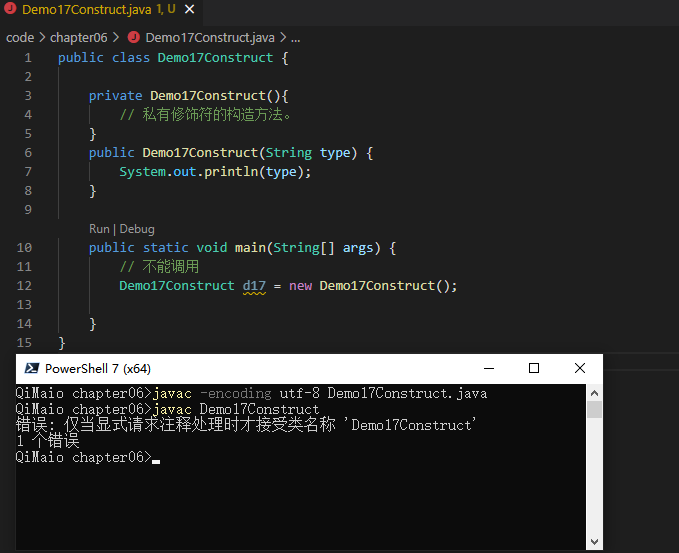 Demo17Construct.java 1, U
code > chapter06 > Demo17Construct.java > ...
1 public class Demo17Construct {
2
3 private Demo17Construct(){
4 // 私有修饰符的构造方法。
5 }
6 public Demo17Construct(String type) {
7 System.out.println(type);
8 }
9
Run | Debug
10 public static void main(String[] args) {
11 // 不能调用
12 Demo17Construct d17 = new Demo17Construct();
13
14 }
15 }
PowerShell 7 (x64)
QiMaio chapter06>javac -encoding utf-8 Demo17Construct.java
QiMaio chapter06>javac Demo17Construct
错误: 仅当显式请求注释处理时才接受类名称 'Demo17Construct'
1 个错误
QiMaio chapter06>